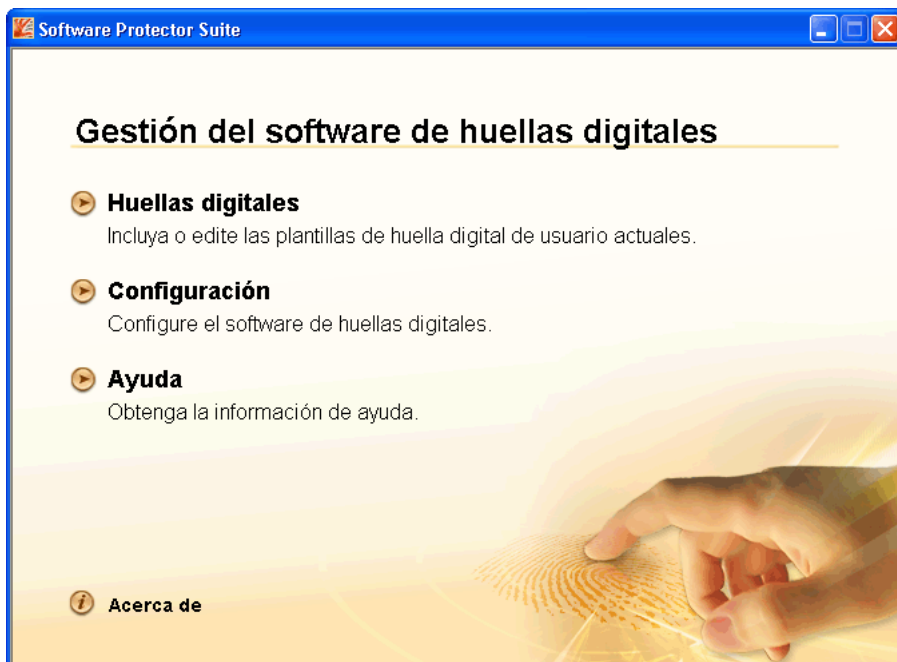 Software Protector Suite
Gestión del software de huellas digitales
Huellas digitales
Incluya o edite las plantillas de huella digital de usuario actuales.
Configuración
Configure el software de huellas digitales.
Ayuda
Obtenga la información de ayuda.
Acerca de